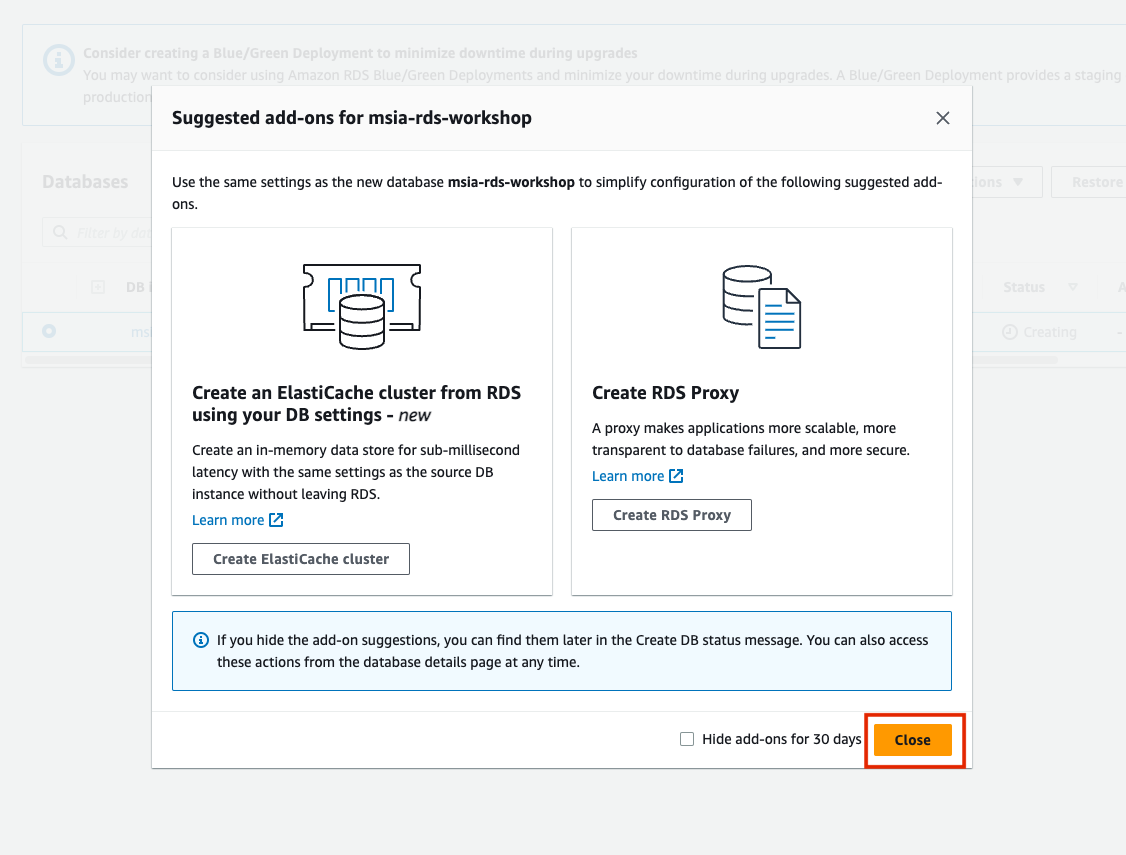 Consider creating a Blue/Green Deployment to minimize downtime during upgrades
You may want to consider using Amazon RDS Blue/Green Deployments and minimize your downtime during upgrades. A Blue/Green Deployment provides a staging
production
Suggested add-ons for msia-rds-workshop
Databases
Restore
Use the same settings as the new database msia-rds-workshop to simplify configuration of the following suggested add-
ons.
Filter by
DB
Status
msi
Creating
-
Create an ElastiCache cluster from RDS
using your DB settings - new
Create an in-memory data store for sub-millisecond
latency with the same settings as the source DB
instance without leaving RDS.
Learn more
Create ElastiCache cluster
Create RDS Proxy
A proxy makes applications more scalable, more
transparent to database failures, and more secure.
Learn more
Create RDS Proxy
If you hide the add-on suggestions, you can find them later in the Create DB status message. You can also access
these actions from the database details page at any time.
Hide add-ons for 30 days
Close